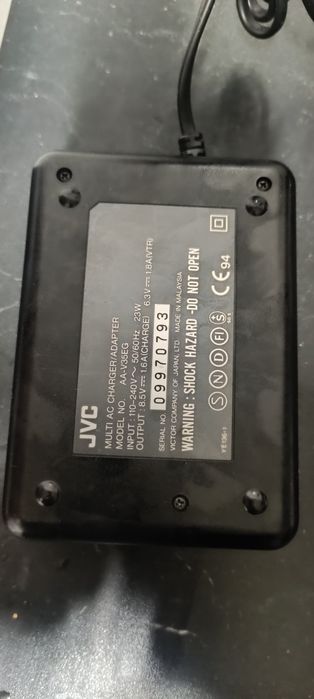 JVC
MULTI AC CHARGER/ADAPTER
MODEL NO. AA-V35EG
INPUT : 110-240V~ 50/60Hz 23W
OUTPUT : 8.5V⎓1.6A(CHARGE) 6.3V⎓1.8A(VTR)
SERIAL NO. 09970793
VICTOR COMPANY OF JAPAN, LTD. MADE IN MALAYSIA
WARNING : SHOCK HAZARD -DO NOT OPEN
S N D FI S CE 94